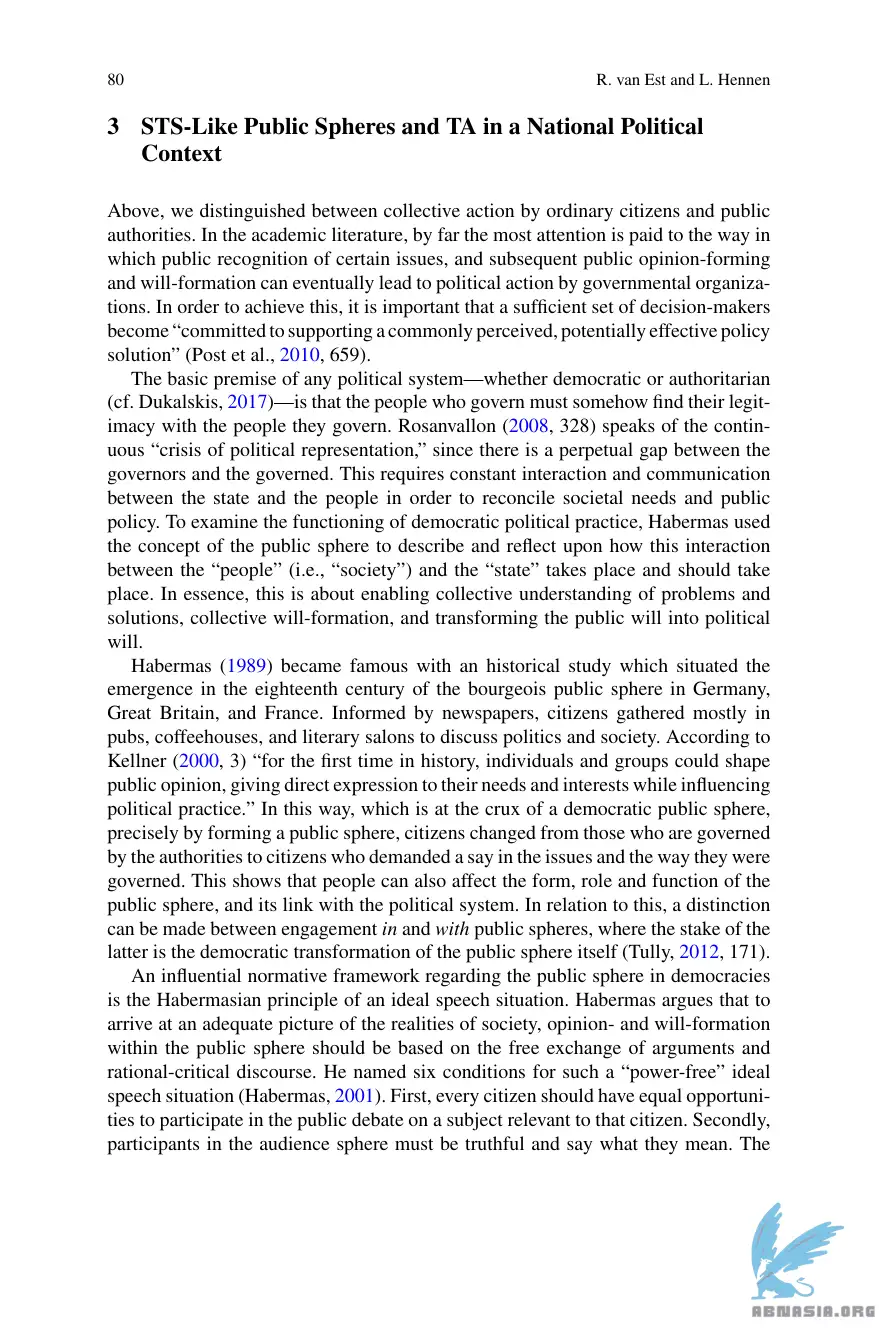 80
R. van Est and L. Hennen
3 STS-Like Public Spheres and TA in a National Political
Context
Above, we distinguished between collective action by ordinary citizens and public
authorities. In the academic literature, by far the most attention is paid to the way in
which public recognition of certain issues, and subsequent public opinion-forming
and will-formation can eventually lead to political action by governmental organiza-
tions. In order to achieve this, it is important that a sufficient set of decision-makers
become “committed to supporting a commonly perceived, potentially effective policy
solution” (Post et al., 2010, 659).
The basic premise of any political system—whether democratic or authoritarian
(cf. Dukalskis, 2017)—is that the people who govern must somehow find their legit-
imacy with the people they govern. Rosanvallon (2008, 328) speaks of the contin-
uous “crisis of political representation,” since there is a perpetual gap between the
governors and the governed. This requires constant interaction and communication
between the state and the people in order to reconcile societal needs and public
policy. To examine the functioning of democratic political practice, Habermas used
the concept of the public sphere to describe and reflect upon how this interaction
between the “people” (i.e., “society”) and the “state” takes place and should take
place. In essence, this is about enabling collective understanding of problems and
solutions, collective will-formation, and transforming the public will into political
will.
Habermas (1989) became famous with an historical study which situated the
emergence in the eighteenth century of the bourgeois public sphere in Germany,
Great Britain, and France. Informed by newspapers, citizens gathered mostly in
pubs, coffeehouses, and literary salons to discuss politics and society. According to
Kellner (2000, 3) “for the first time in history, individuals and groups could shape
public opinion, giving direct expression to their needs and interests while influencing
political practice.” In this way, which is at the crux of a democratic public sphere,
precisely by forming a public sphere, citizens changed from those who are governed
by the authorities to citizens who demanded a say in the issues and the way they were
governed. This shows that people can also affect the form, role and function of the
public sphere, and its link with the political system. In relation to this, a distinction
can be made between engagement in and with public spheres, where the stake of the
latter is the democratic transformation of the public sphere itself (Tully, 2012, 171).
An influential normative framework regarding the public sphere in democracies
is the Habermasian principle of an ideal speech situation. Habermas argues that to
arrive at an adequate picture of the realities of society, opinion- and will-formation
within the public sphere should be based on the free exchange of arguments and
rational-critical discourse. He named six conditions for such a “power-free” ideal
speech situation (Habermas, 2001). First, every citizen should have equal opportuni-
ties to participate in the public debate on a subject relevant to that citizen. Secondly,
participants in the audience sphere must be truthful and say what they mean. The
ABNASIA.ORG